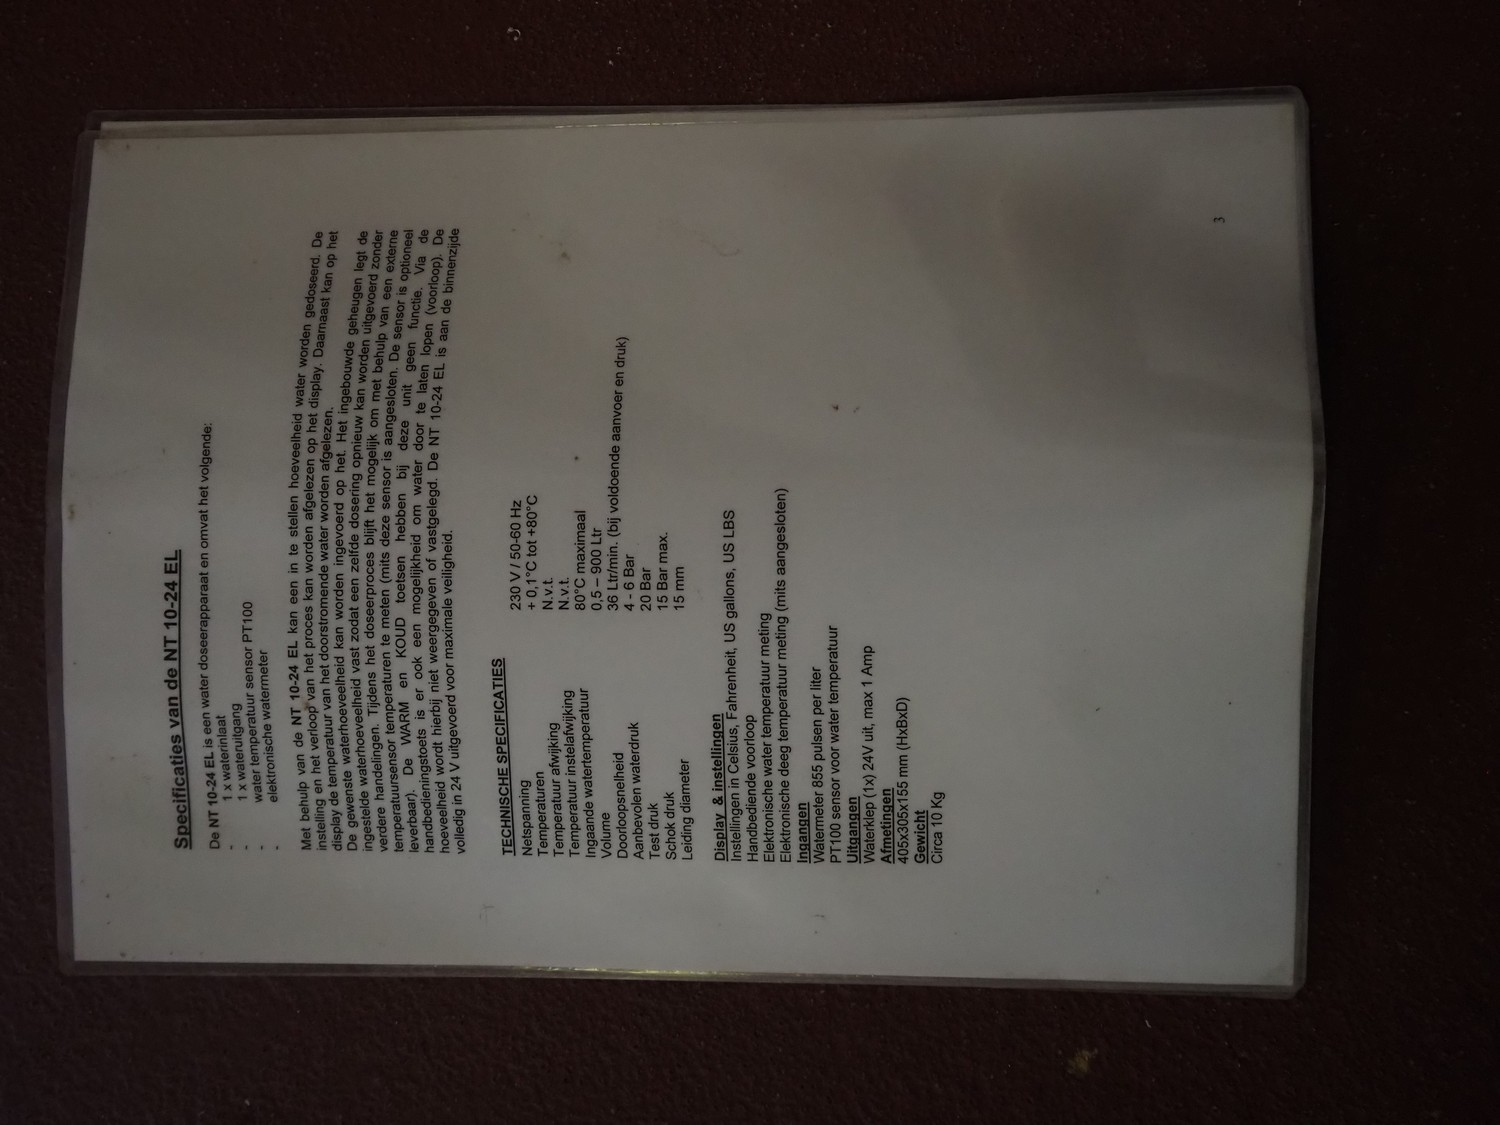 Specificaties van de NT 10-24 EL
De NT 10-24 EL is een water doseerapparaat en omvat het volgende:
- 1 x waterinlaat
- 1 x wateruitgang
- water temperatuur sensor PT100
- elektronische watermeter
Met behulp van de NT 10-24 EL kan een in te stellen hoeveelheid water worden gedoseerd. De
instelling en het verloop van het proces kan worden afgelezen op het display. Daarnaast kan op het
display de temperatuur van het doorstromende water worden afgelezen.
De gewenste waterhoeveelheid kan worden ingevoerd op het. Het ingebouwde geheugen legt de
ingestelde waterhoeveelheid vast zodat een zelfde dosering opnieuw kan worden uitgevoerd zonder
verdere handelingen. Tijdens het doseerproces blijft het mogelijk om met behulp van een externe
temperatuursensor temperaturen te meten (mits deze sensor is aangesloten. De sensor is optioneel
leverbaar). De WARM en KOUD toetsen hebben bij deze unit geen functie. Via de
handbedieningstoets is er ook een mogelijkheid om water door te laten lopen (voorloop). De
hoeveelheid wordt hierbij niet weergegeven of vastgelegd. De NT 10-24 EL is aan de binnenzijde
volledig in 24 V uitgevoerd voor maximale veiligheid.
TECHNISCHE SPECIFICATIES
Netspanning 230 V / 50-60 Hz
Temperaturen + 0,1°C tot +80°C
Temperatuur afwijking N.v.t.
Temperatuur instelafwijking N.v.t.
Ingaande watertemperatuur 80°C maximaal
Volume 0,5 – 900 Ltr
Doorloopsnelheid 36 Ltr/min. (bij voldoende aanvoer en druk)
Aanbevolen waterdruk 4 - 6 Bar
Test druk 20 Bar
Schok druk 15 Bar max.
Leiding diameter 15 mm
Display & instellingen
Instellingen in Celsius, Fahrenheit, US gallons, US LBS
Handbediende voorloop
Elektronische water temperatuur meting
Elektronische deeg temperatuur meting (mits aangesloten)
Ingangen
Watermeter 855 pulsen per liter
PT100 sensor voor water temperatuur
Uitgangen
Waterklep (1x) 24V uit, max 1 Amp
Afmetingen
405x305x155 mm (HxBxD)
Gewicht
Circa 10 Kg
3